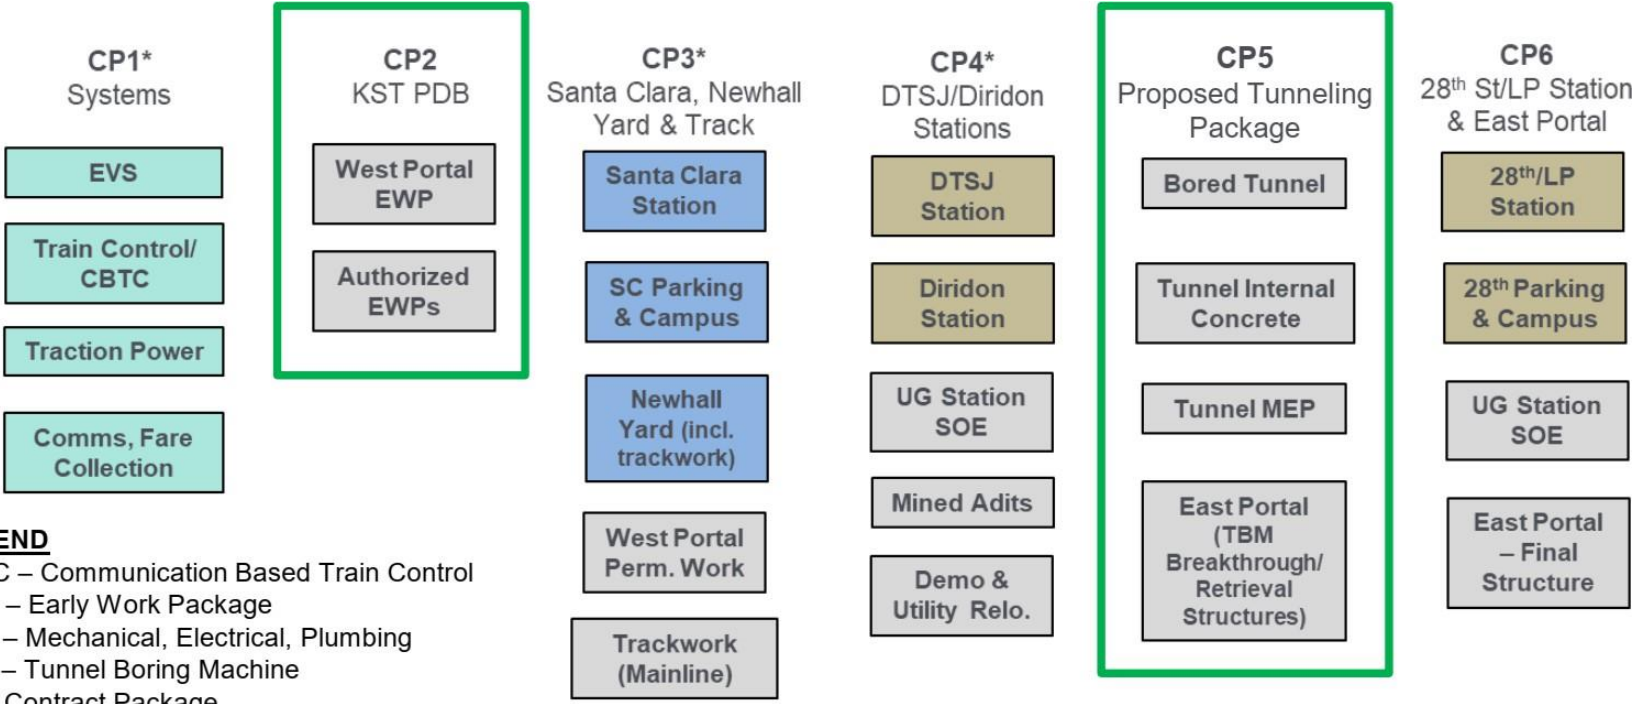 CP1*
Systems
EVS
Train Control/
CBTC
Traction Power
Comms, Fare
Collection
CP2
KST PDB
West Portal
EWP
Authorized
EWPs
CP3*
Santa Clara, Newhall
Yard & Track
Santa Clara
Station
SC Parking
& Campus
Newhall
Yard (incl.
trackwork)
West Portal
Perm. Work
Trackwork
(Mainline)
CP4*
DTSJ/Diridon
Stations
DTSJ
Station
Diridon
Station
UG Station
SOE
Mined Adits
Demo &
Utility Relo.
CP5
Proposed Tunneling
Package
Bored Tunnel
Tunnel Internal
Concrete
Tunnel MEP
East Portal
(TBM
Breakthrough/
Retrieval
Structures)
CP6
28th St/LP Station
& East Portal
28th/LP
Station
28th Parking
& Campus
UG Station
SOE
East Portal
– Final
Structure
END
C – Communication Based Train Control
– Early Work Package
– Mechanical, Electrical, Plumbing
– Tunnel Boring Machine
Contract Package